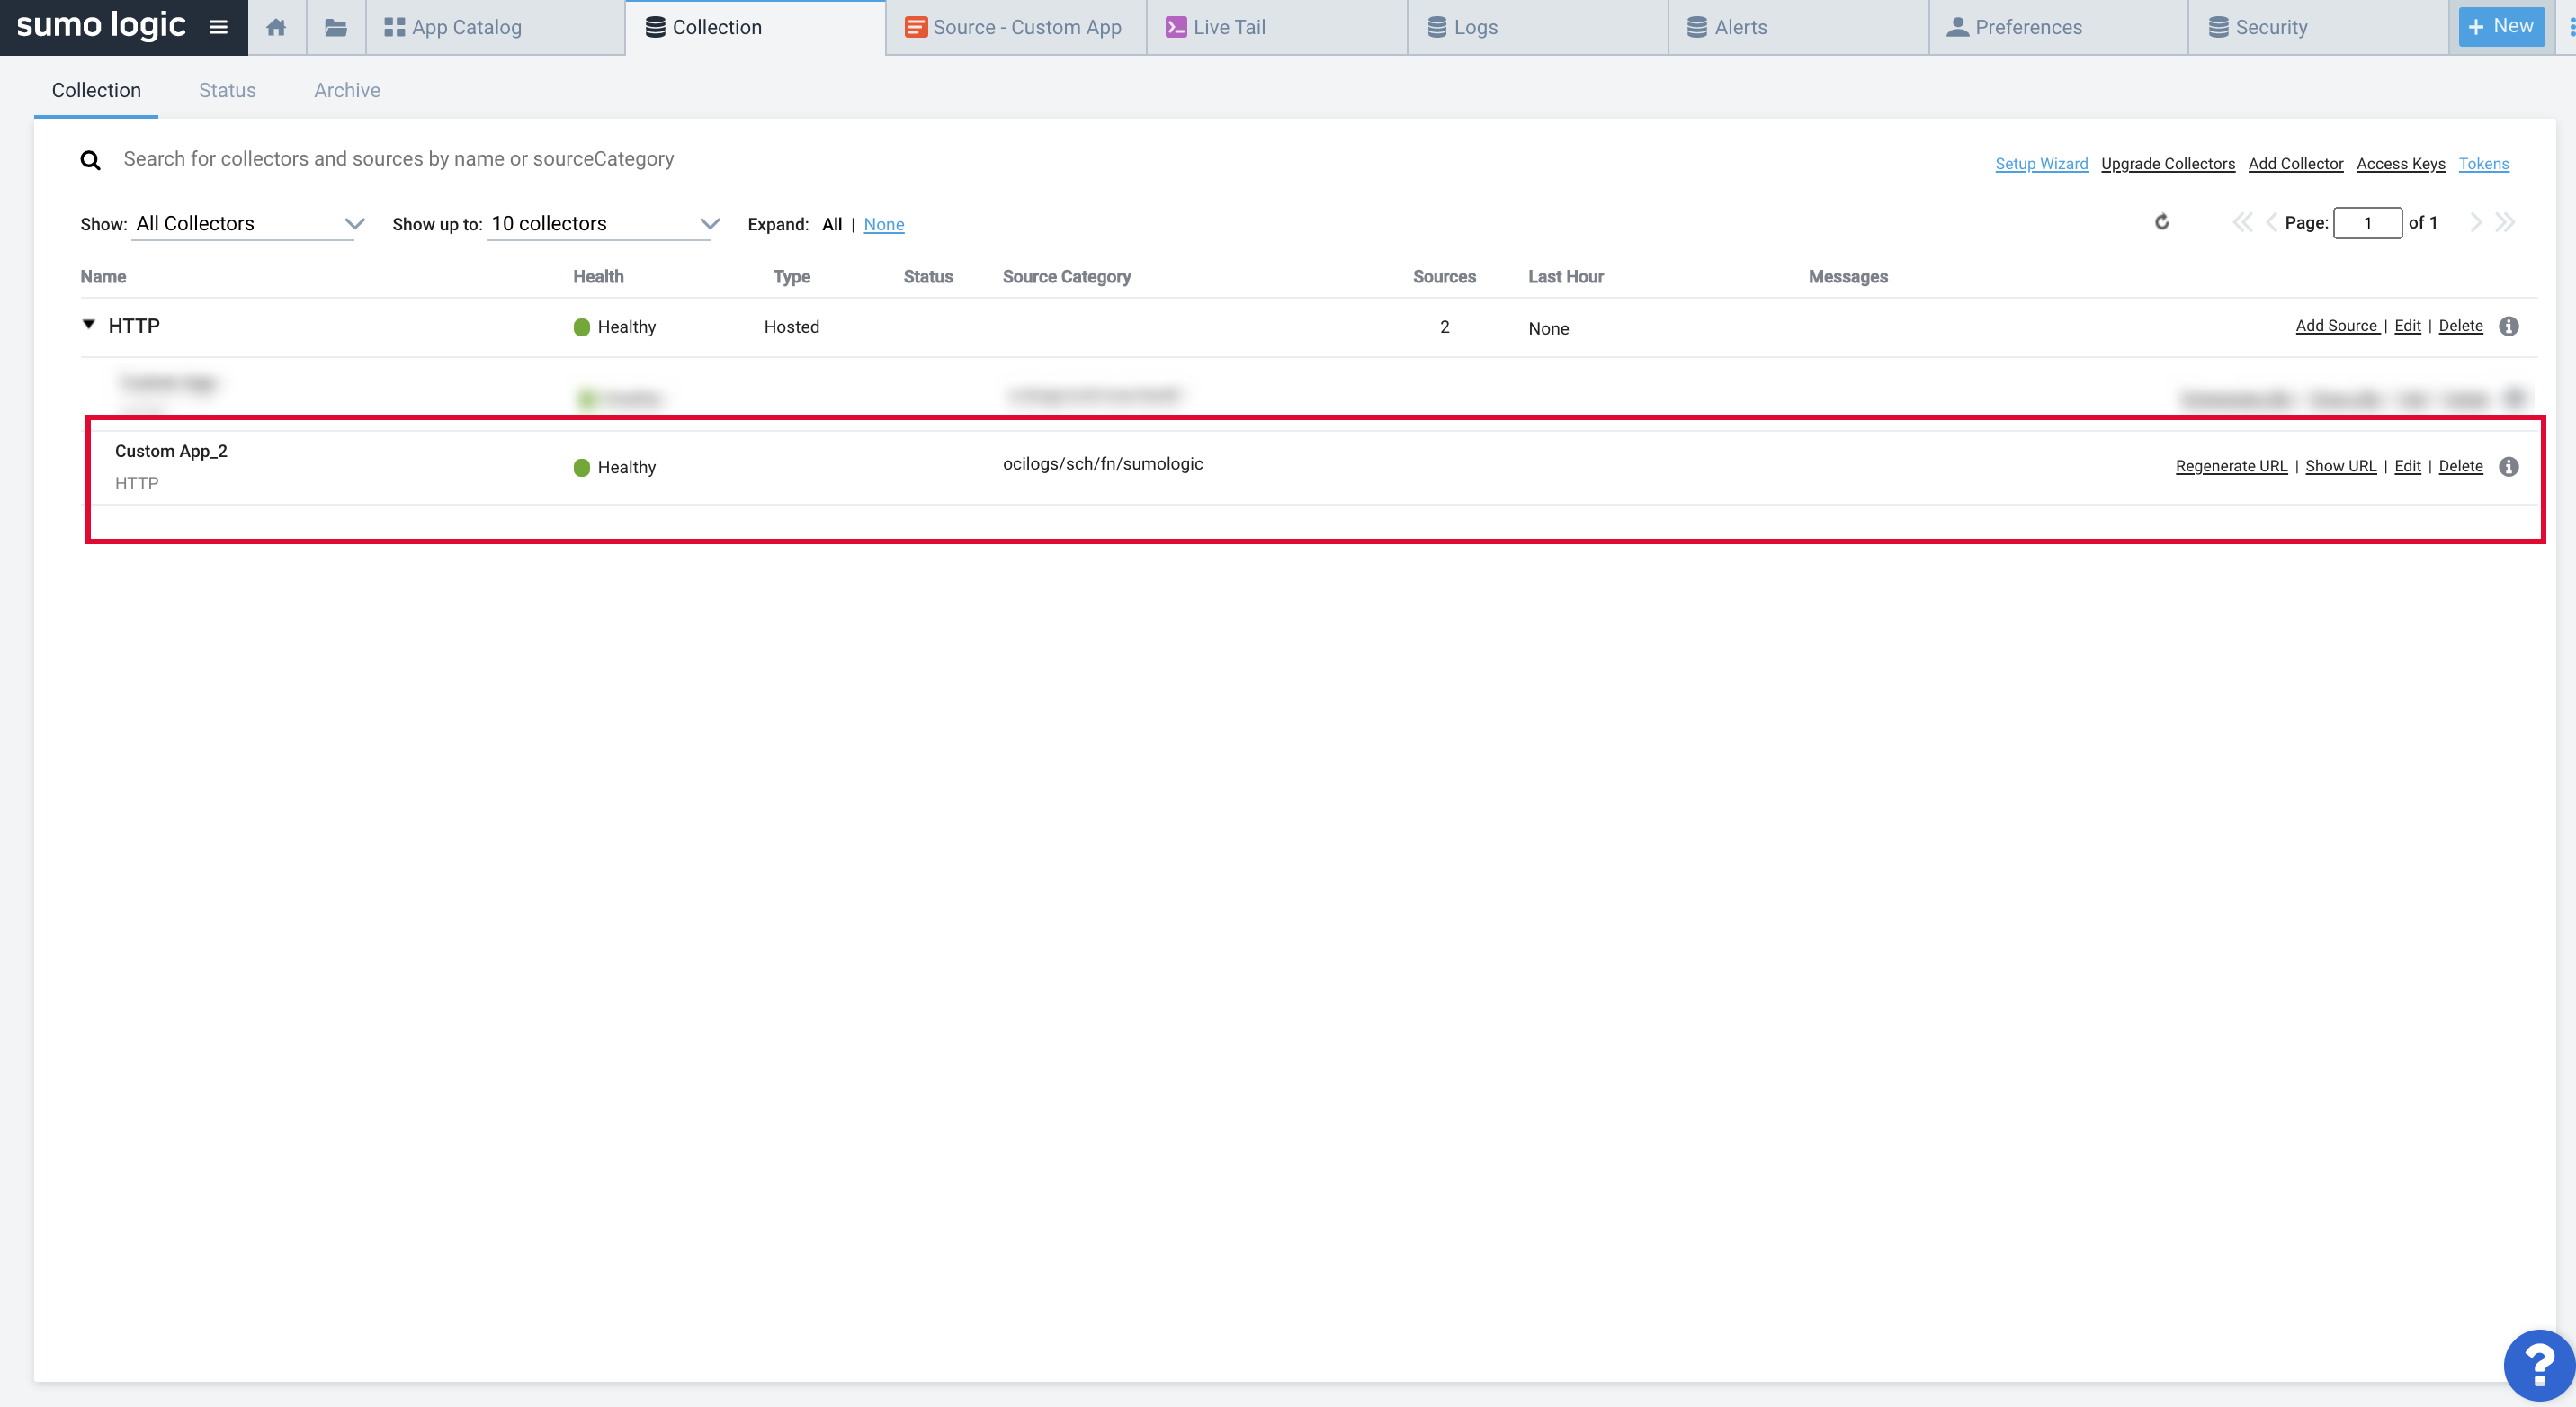 sumo logic App Catalog Collection Source - Custom App Live Tail Logs Alerts Preferences Security + New
Collection Status Archive
Search for collectors and sources by name or sourceCategory
Setup Wizard Upgrade Collectors Add Collector Access Keys Tokens
Show: All Collectors Show up to: 10 collectors Expand: All | None Page: 1 of 1
Name Health Type Status Source Category Sources Last Hour Messages
HTTP Healthy Hosted 2 None Add Source | Edit | Delete
Custom App_2 Healthy ocilogs/sch/fn/sumologic Regenerate URL | Show URL | Edit | Delete
HTTP